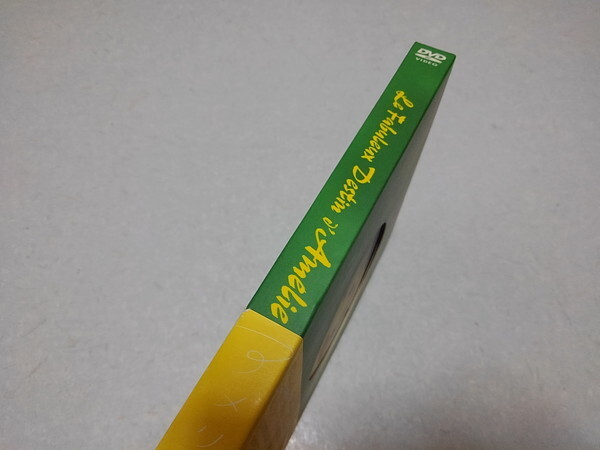 DVD
VIDEO
Le Fabuleux Destin d'Amélie